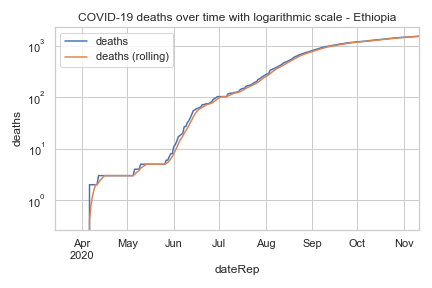 COVID-19 deaths over time with logarithmic scale - Ethiopia
deaths
deaths (rolling)
10³
10²
10¹
10⁰
deaths
Apr May Jun Jul Aug Sep Oct Nov
2020
dateRep